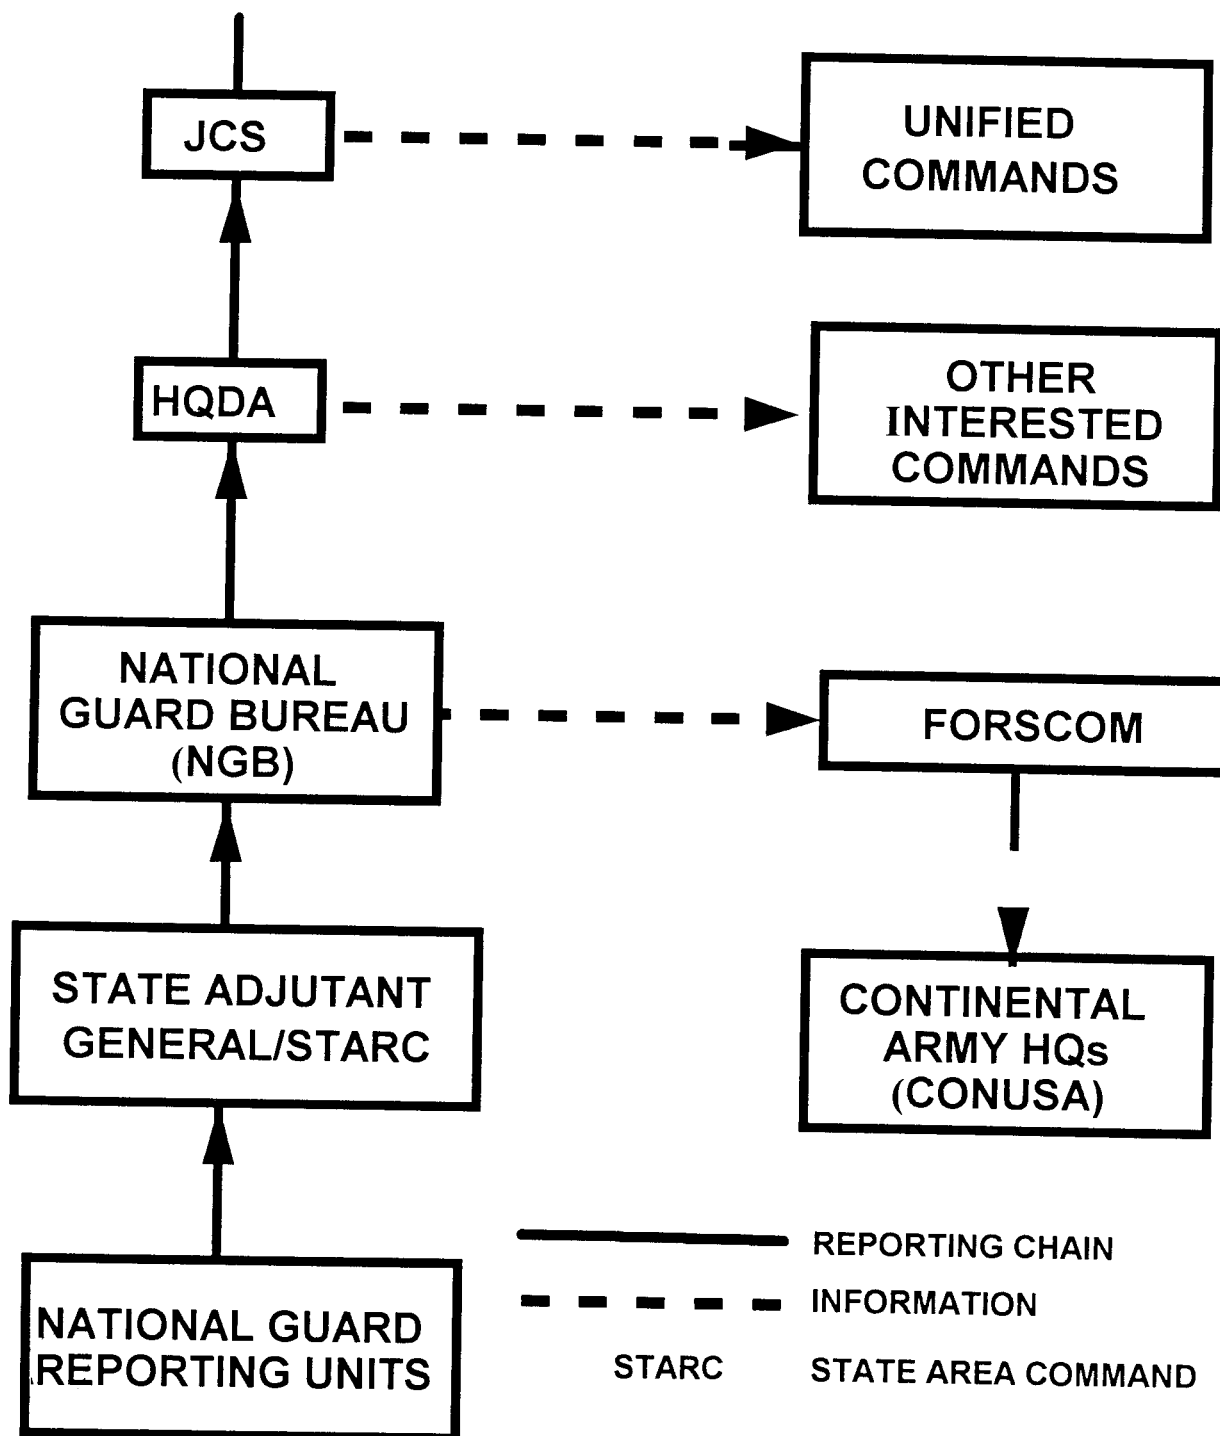 JCS
UNIFIED
COMMANDS
HQDA
OTHER
INTERESTED
COMMANDS
NATIONAL
GUARD BUREAU
(NGB)
FORSCOM
STATE ADJUTANT
GENERAL/STARC
CONTINENTAL
ARMY HQs
(CONUSA)
NATIONAL GUARD
REPORTING UNITS
REPORTING CHAIN
INFORMATION
STARC STATE AREA COMMAND